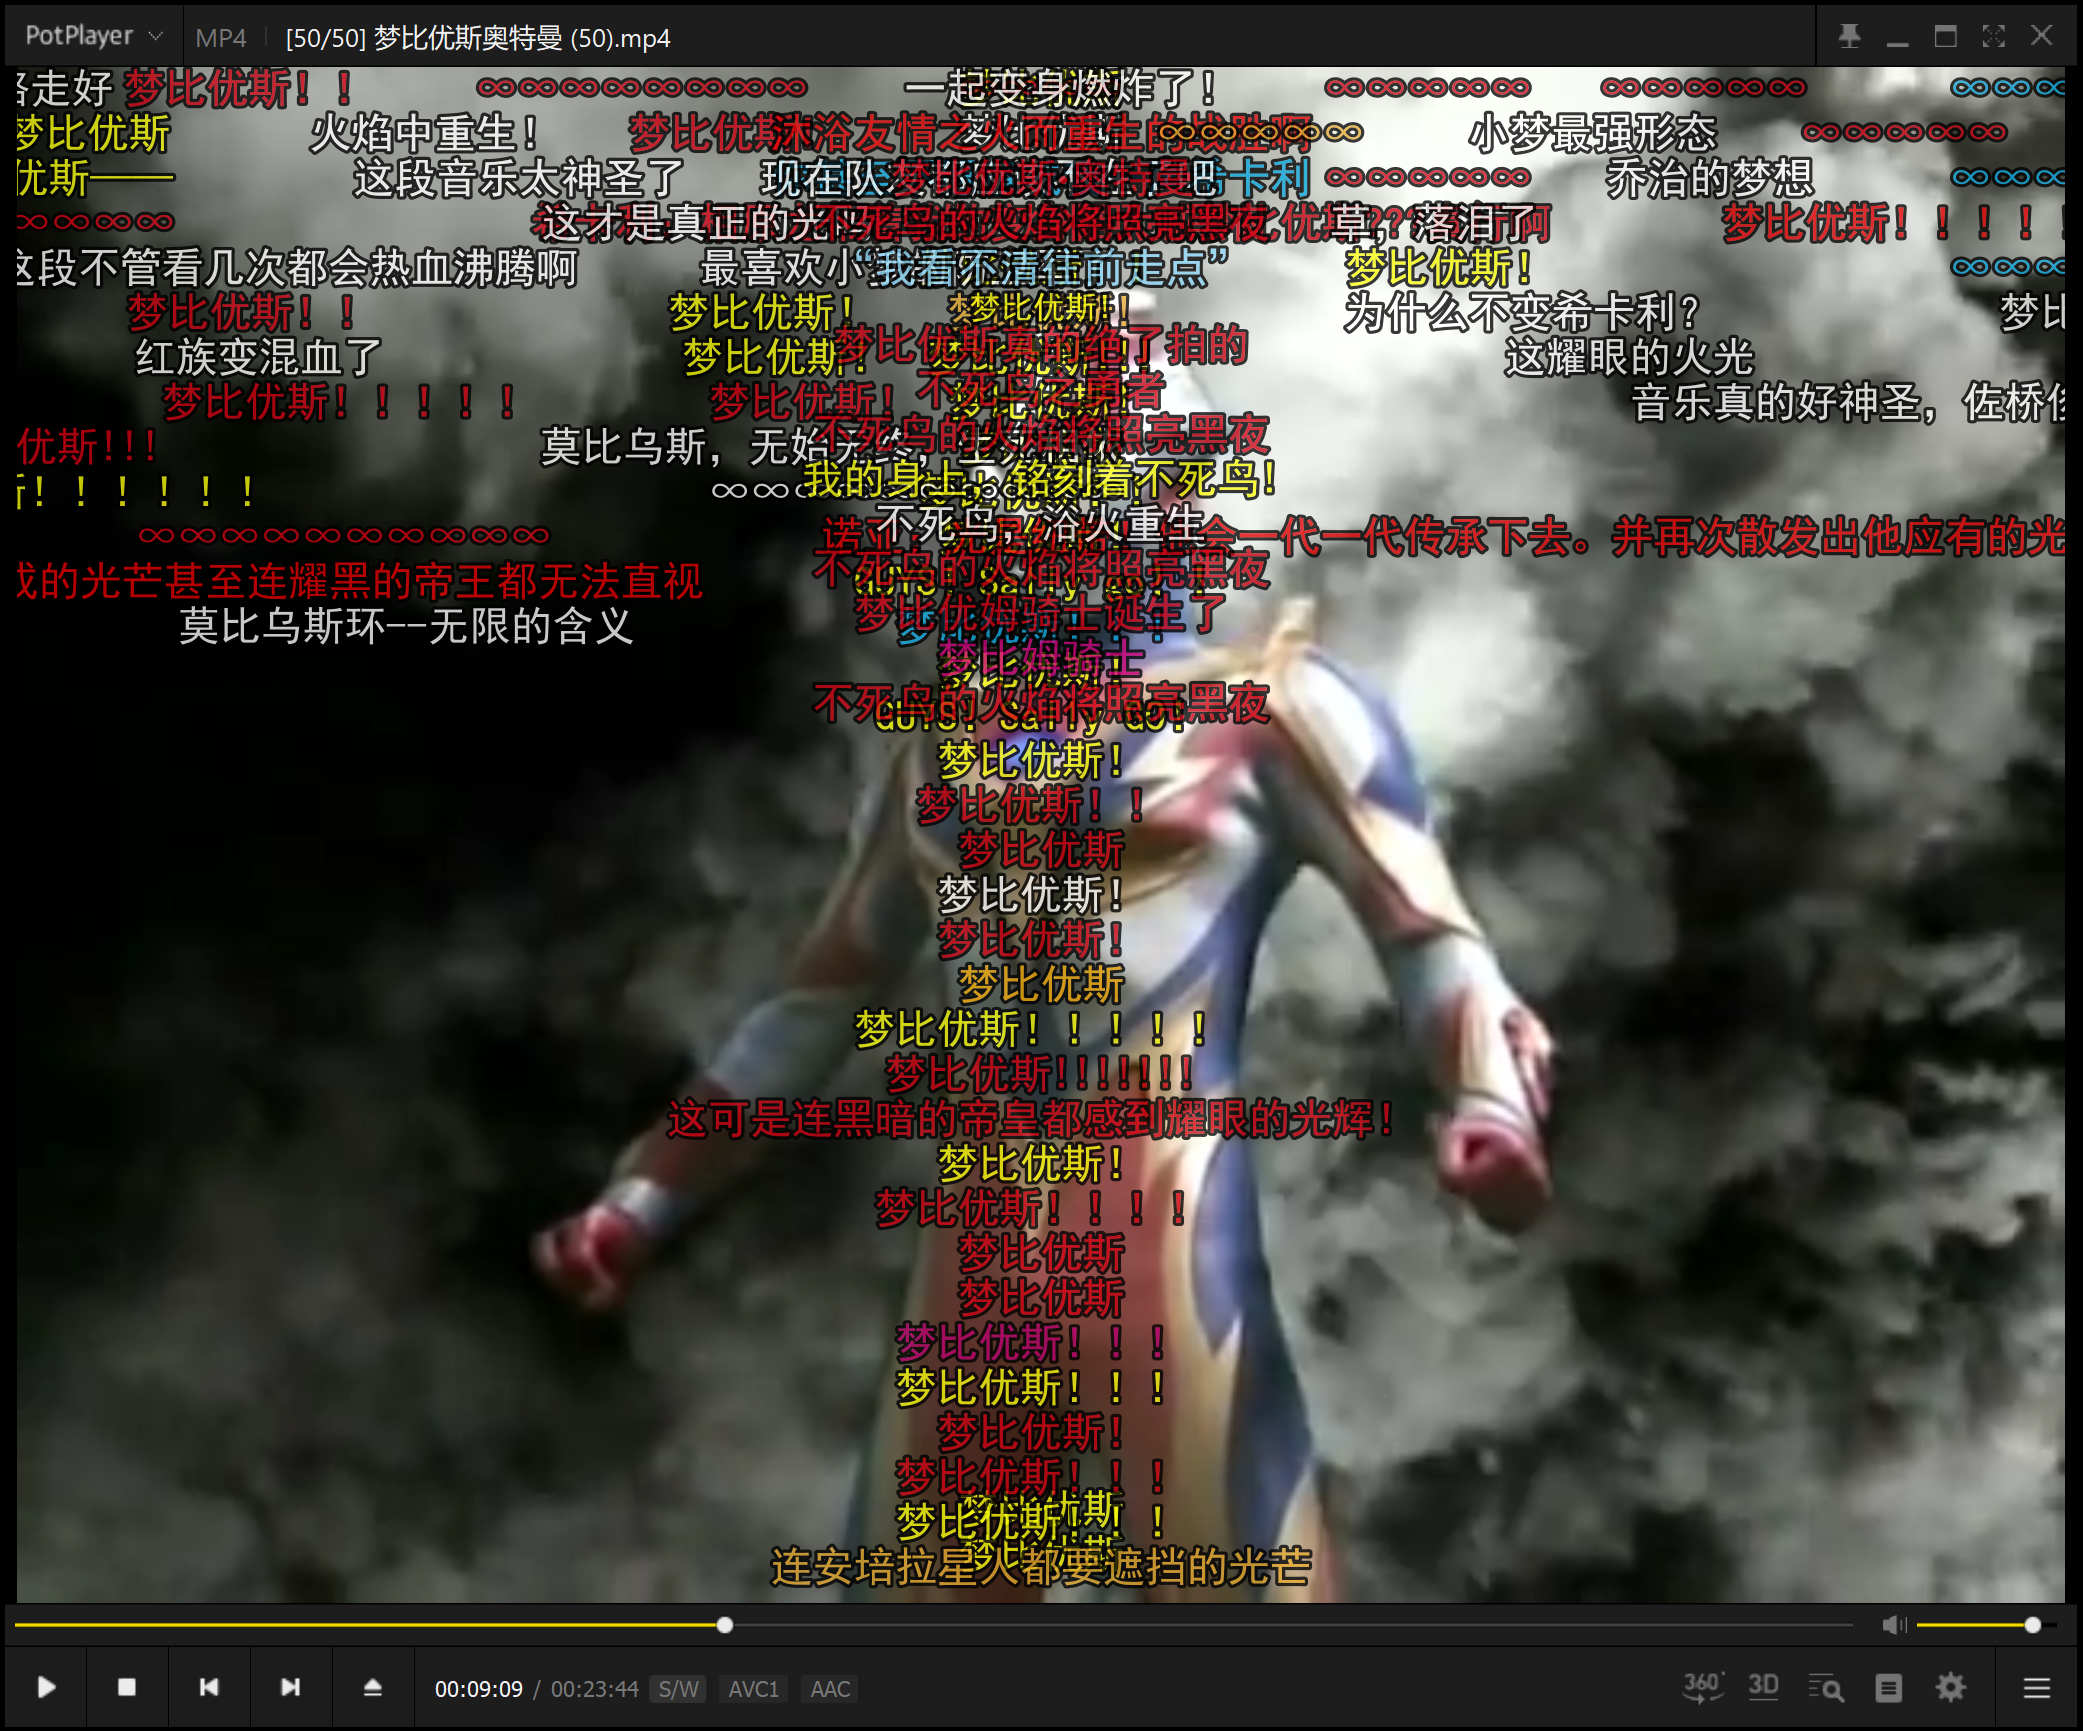 PotPlayer MP4 [50/50] 梦比优斯奥特曼 (50).mp4
走好 梦比优斯！！ ∞∞∞∞∞∞∞∞ 一起变身燃炸了！ ∞∞∞∞∞ ∞∞∞∞∞ ∞∞∞
梦比优斯 火焰中重生！ 梦比优斯 沐浴友情之火而重生的战胜啊 ∞∞∞∞∞ 小梦最强形态 ∞∞∞∞∞
优斯—— 这段音乐太神圣了 现在队 梦比优斯 奥特曼 吧 卡利 ∞∞∞∞∞ 乔治的梦想 ∞∞∞
∞∞∞∞ 这才是真正的光 不死鸟的火焰将照亮黑夜 草，落泪了 梦比优斯！！！！！
这段不管看几次都会热血沸腾啊 最喜欢小 “我看不清往前走点” 梦比优斯！ ∞∞∞
梦比优斯！！ 梦比优斯！ 梦比优斯！ 为什么不变希卡利？ 梦比
红族变混血了 梦比优斯！ 梦比优斯真的绝了拍的 这耀眼的火光
梦比优斯！！！！！ 梦比优斯！ 不死鸟之勇者 音乐真的好神圣，佐桥
优斯!!! 莫比乌斯，无始无终， 不死鸟的火焰将照亮黑夜
！！！！！！ ∞∞ 我的身上，铭刻着不死鸟！
∞∞∞∞∞∞∞∞∞∞ 不死鸟，浴火重生 会一代一代传承下去。并再次散发出他应有的光
的光芒甚至连耀黑的帝王都无法直视 不死鸟的火焰将照亮黑夜
莫比乌斯环--无限的含义 梦比优姆骑士诞生了
梦比姆骑士
不死鸟的火焰将照亮黑夜
GUYS! Sally Go!
梦比优斯！
梦比优斯！！
梦比优斯
梦比优斯！
梦比优斯！
梦比优斯
梦比优斯！！！！！
梦比优斯!!!!!!!
这可是连黑暗的帝皇都感到耀眼的光辉！
梦比优斯！
梦比优斯！！！！
梦比优斯
梦比优斯
梦比优斯！！！
梦比优斯！！！
梦比优斯！
梦比优斯！！！
梦比优斯！！！
连安培拉星人都要遮挡的光芒
00:09:09 / 00:23:44 S/W AVC1 AAC 360° 3D